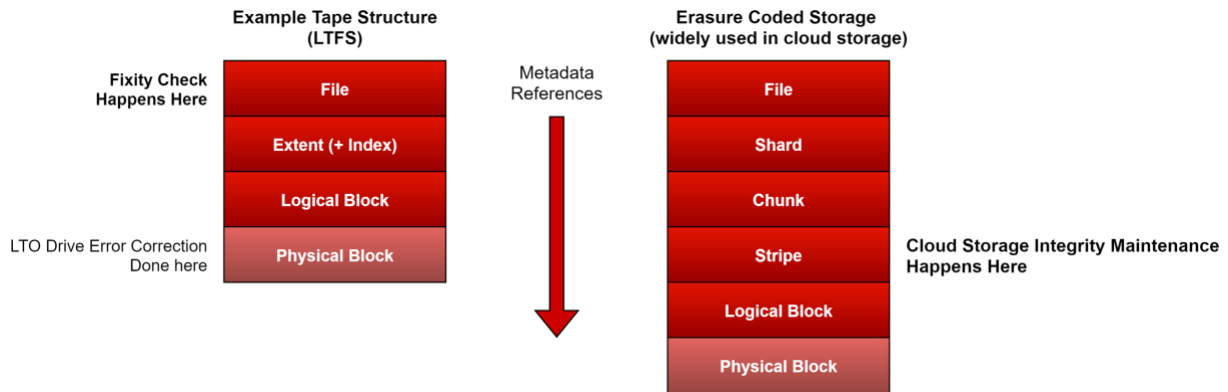 Example Tape Structure
(LTFS)
Fixity Check
Happens Here
File
Extent (+ Index)
Logical Block
LTO Drive Error Correction
Done here
Physical Block
Metadata
References
Erasure Coded Storage
(widely used in cloud storage)
File
Shard
Chunk
Stripe
Cloud Storage Integrity Maintenance
Happens Here
Logical Block
Physical Block